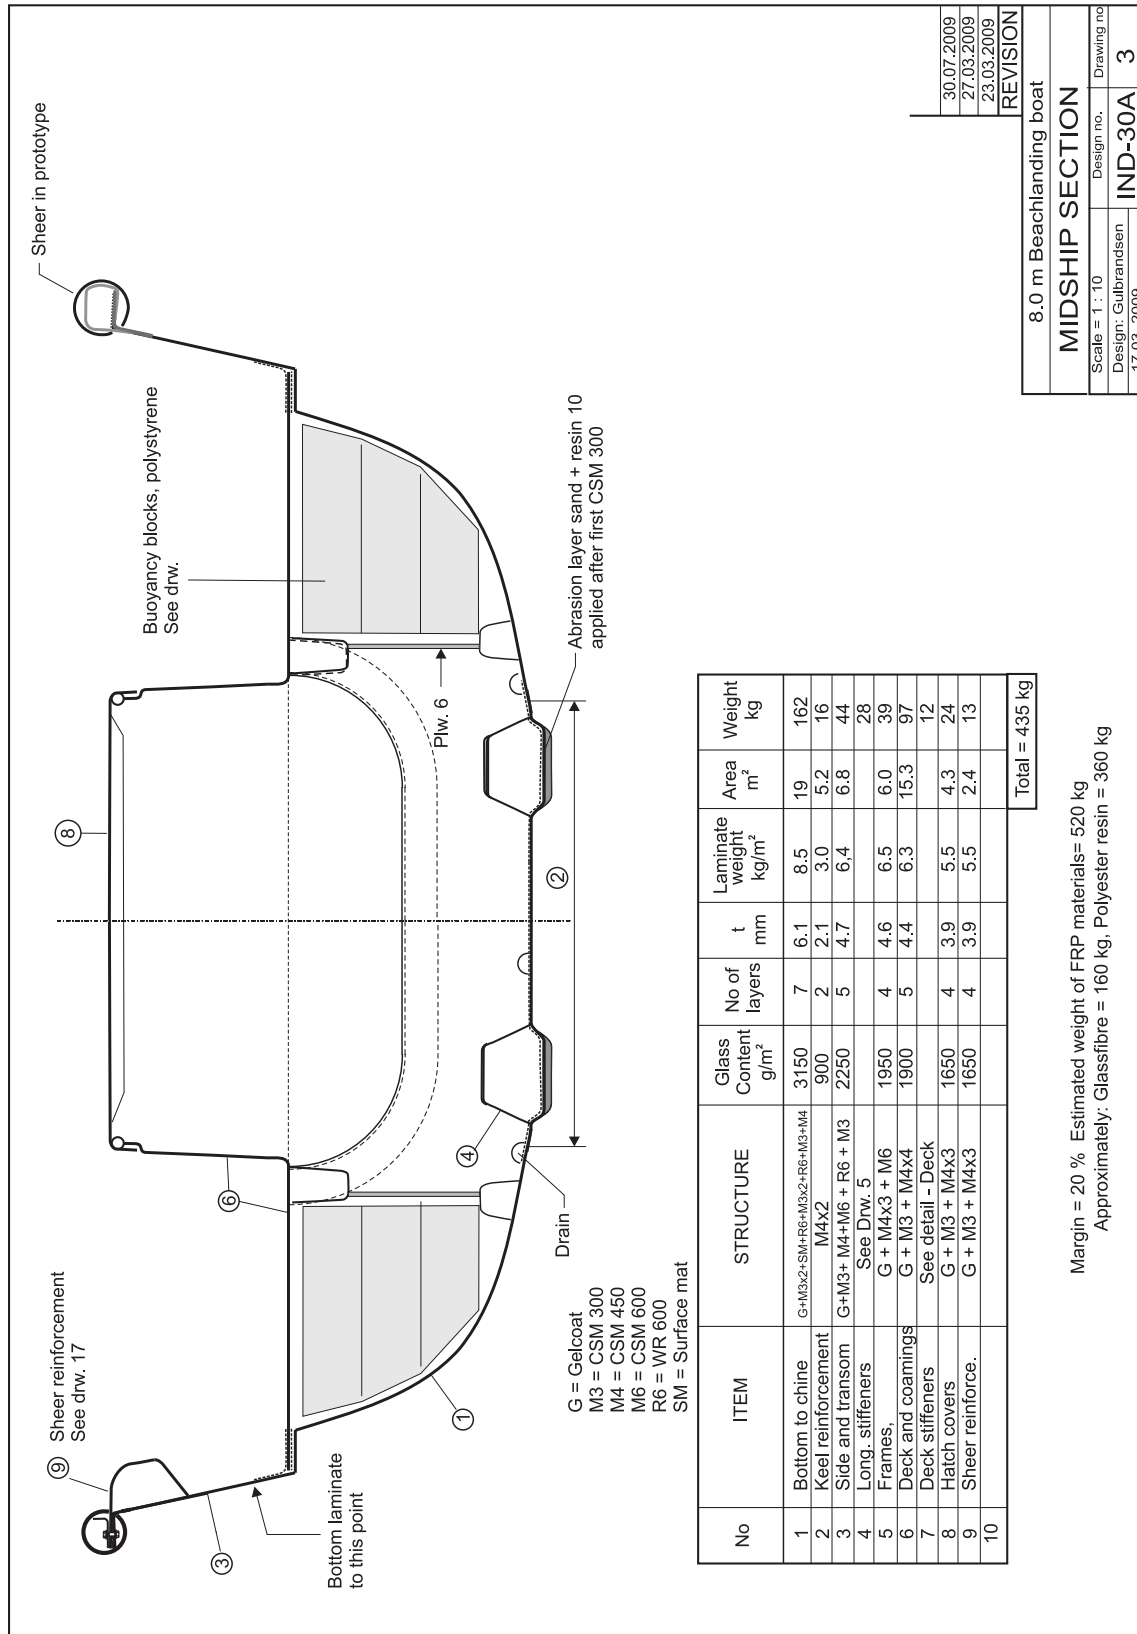 Sheer in prototype
Buoyancy blocks, polystyrene
See drw.
Abrasion layer sand + resin 10
applied after first CSM 300
Plw. 6
8
2
6
4
Drain
9
Sheer reinforcement
See drw. 17
3
1
Bottom laminate
to this point
G = Gelcoat
M3 = CSM 300
M4 = CSM 450
M6 = CSM 600
R6 = WR 600
SM = Surface mat
No ITEM STRUCTURE Glass Content g/m² No of layers t mm Laminate weight kg/m² Area m² Weight kg
1 Bottom to chine G+M3x2+SM+R6+M3x2+R6+M3+M4 3150 7 6.1 8.5 19 162
2 Keel reinforcement M4x2 900 2 2.1 3.0 5.2 16
3 Side and transom G+M3+ M4+M6 + R6 + M3 2250 5 4.7 6,4 6.8 44
4 Long. stiffeners See Drw. 5 28
5 Frames, G + M4x3 + M6 1950 4 4.6 6.5 6.0 39
6 Deck and coamings G + M3 + M4x4 1900 5 4.4 6.3 15.3 97
7 Deck stiffeners See detail - Deck 12
8 Hatch covers G + M3 + M4x3 1650 4 3.9 5.5 4.3 24
9 Sheer reinforce. G + M3 + M4x3 1650 4 3.9 5.5 2.4 13
10
Total = 435 kg
Margin = 20 % Estimated weight of FRP materials= 520 kg
Approximately: Glassfibre = 160 kg, Polyester resin = 360 kg
30.07.2009
27.03.2009
23.03.2009
REVISION
8.0 m Beachlanding boat
MIDSHIP SECTION
Scale = 1 : 10
Design: Gulbrandsen
17.03. 2009
Design no.
IND-30A
Drawing no
3